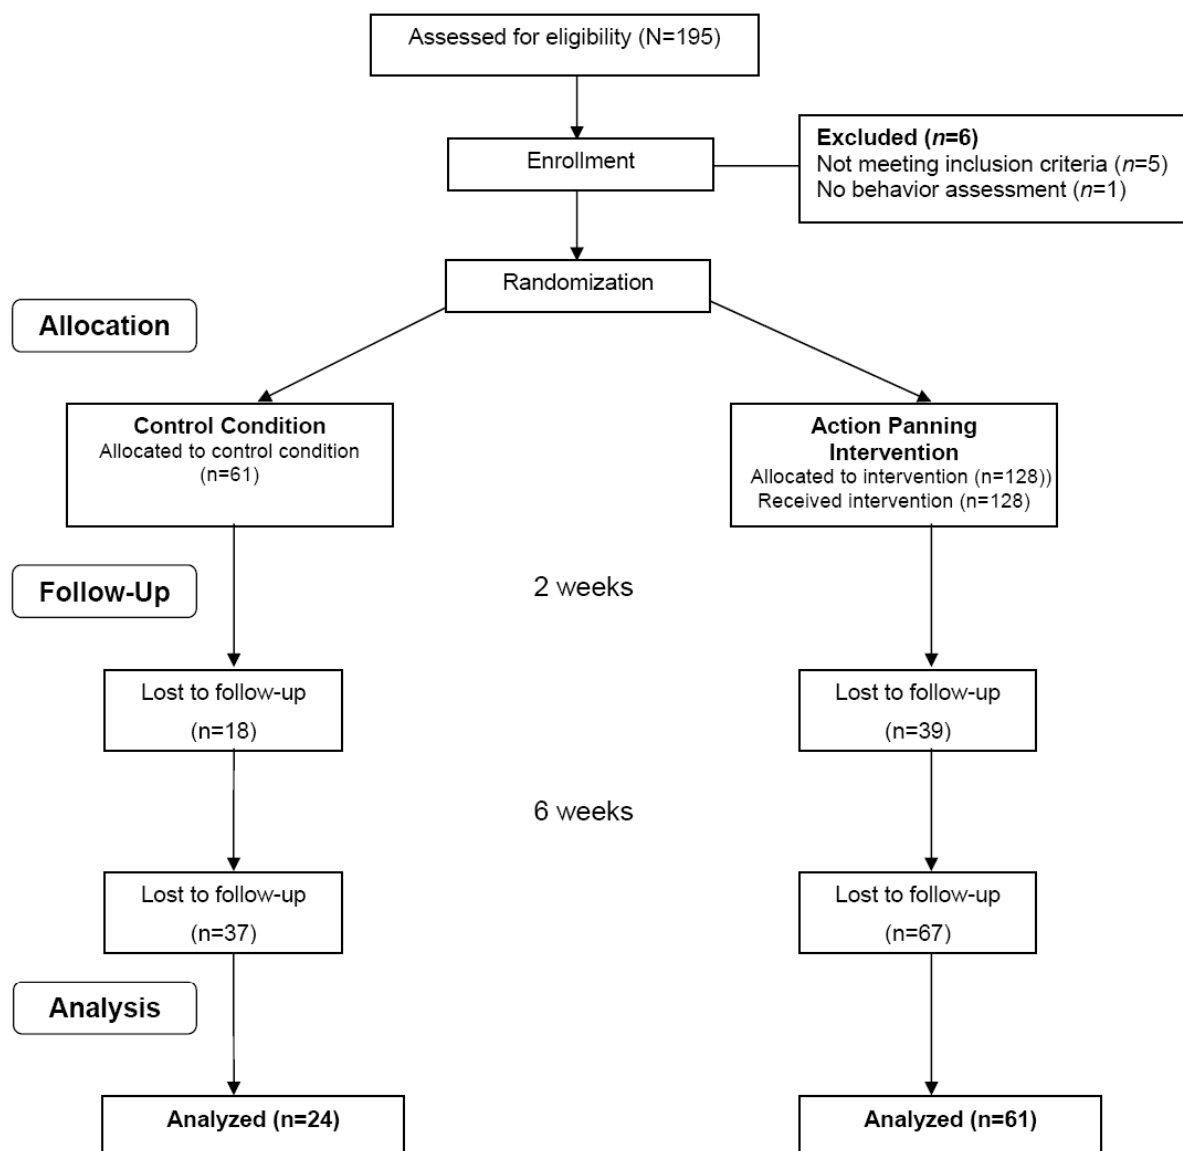 Assessed for eligibility (N=195)
Enrollment
Excluded (n=6)
Not meeting inclusion criteria (n=5)
No behavior assessment (n=1)
Randomization
Allocation
Control Condition
Allocated to control condition
(n=61)
Action Panning
Intervention
Allocated to intervention (n=128))
Received intervention (n=128)
Follow-Up
2 weeks
Lost to follow-up
(n=18)
Lost to follow-up
(n=39)
6 weeks
Lost to follow-up
(n=37)
Lost to follow-up
(n=67)
Analysis
Analyzed (n=24)
Analyzed (n=61)